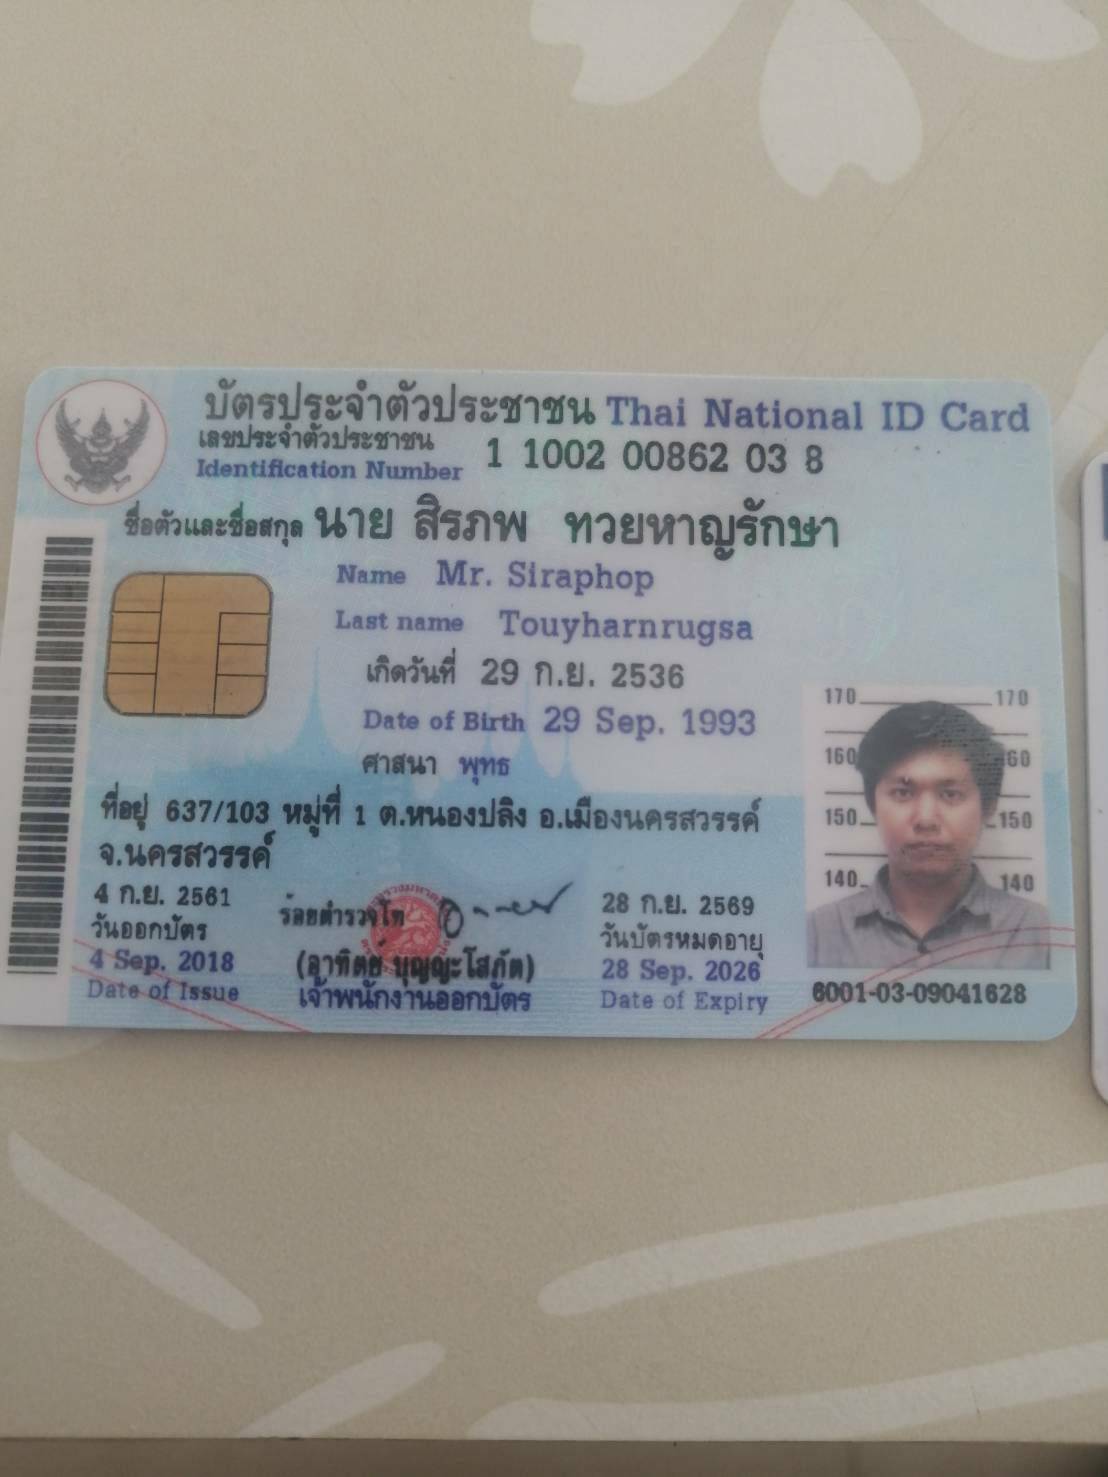 บัตรประจำตัวประชาชน Thai National ID Card
เลขประจำตัวประชาชน
Identification Number 1 1002 00862 03 8
ชื่อตัวและชื่อสกุล นาย สิรภพ ทวยหาญรักษา
Name Mr. Siraphop
Last name Touyharnrugsa
เกิดวันที่ 29 ก.ย. 2536
Date of Birth 29 Sep. 1993
ศาสนา พุทธ
ที่อยู่ 637/103 หมู่ที่ 1 ต.หนองปลิง อ.เมืองนครสวรรค์
จ.นครสวรรค์
4 ก.ย. 2561
วันออกบัตร
4 Sep. 2018
Date of Issue
ร้อยตำรวจโท
(อาทิตย์ บุญญะโสภัต)
เจ้าพนักงานออกบัตร
28 ก.ย. 2569
วันบัตรหมดอายุ
28 Sep. 2026
Date of Expiry
170 170
160 160
150 150
140 140
6001-03-09041628